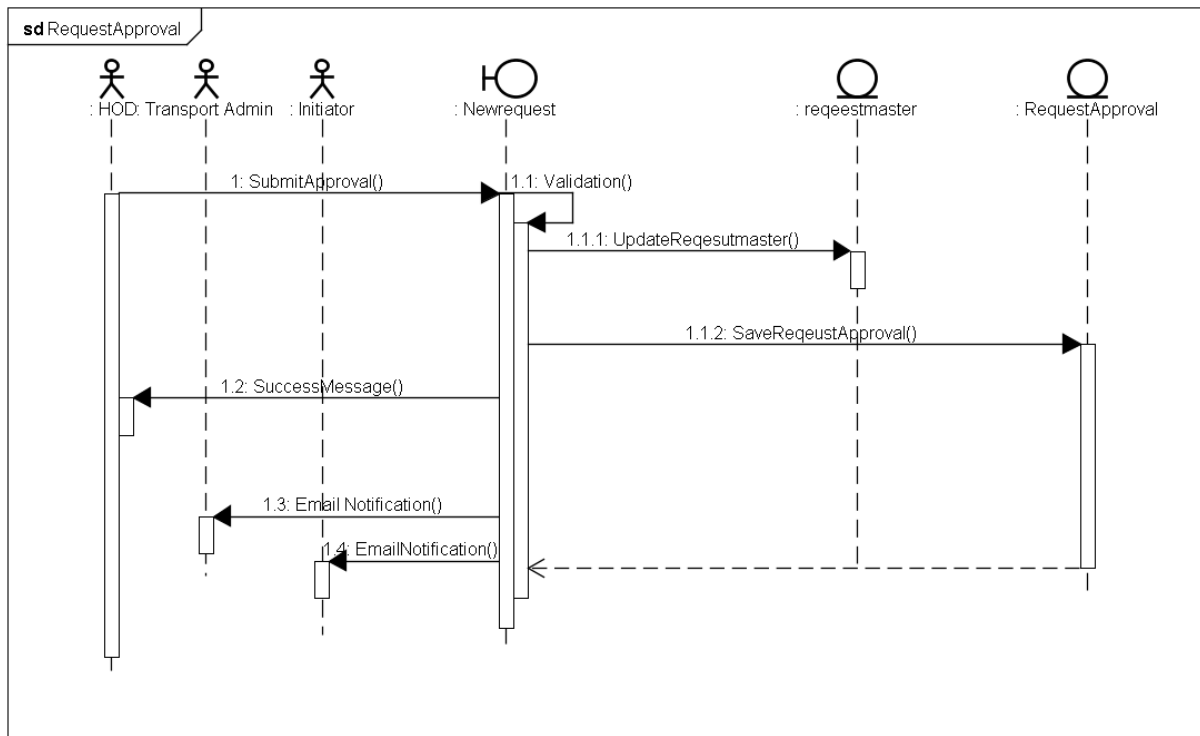 sd RequestApproval
: HOD
: Transport Admin
: Initiator
: Newrequest
: reqeestmaster
: RequestApproval
1: SubmitApproval()
1.1: Validation()
1.1.1: UpdateReqesutmaster()
1.1.2: SaveReqeustApproval()
1.2: SuccessMessage()
1.3: Email Notification()
1.4: EmailNotification()